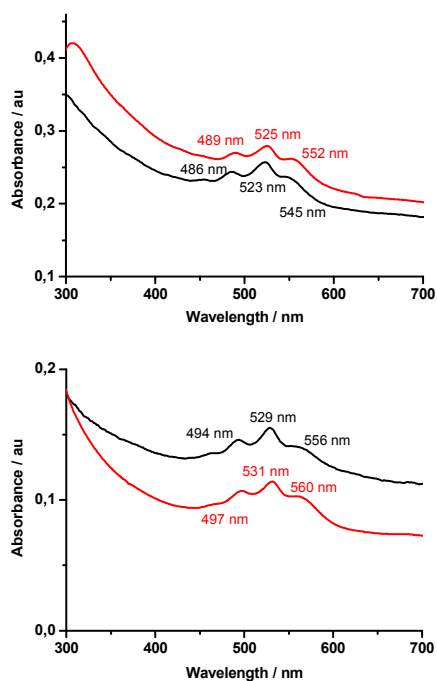 0,4
0,3
0,2
0,1
Absorbance / au
489 nm
525 nm
552 nm
486 nm
523 nm
545 nm
300 400 500 600 700
Wavelength / nm
0,2
0,1
0,0
Absorbance / au
529 nm
494 nm
556 nm
531 nm
560 nm
497 nm
300 400 500 600 700
Wavelength / nm